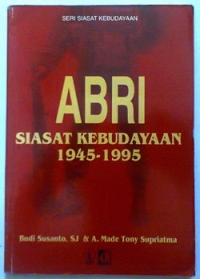 SERI SIASAT KEBUDAYAAN
ABRI
SIASAT KEBUDAYAAN
1945-1995
Budi Susanto, SJ & A. Made Tony Supriatma